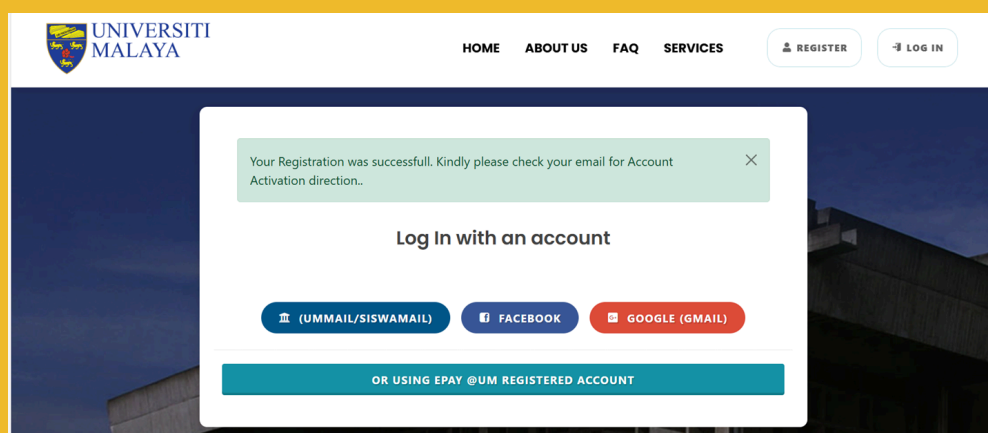 UNIVERSITI
MALAYA
HOME ABOUT US FAQ SERVICES REGISTER LOG IN
Your Registration was successfull. Kindly please check your email for Account
Activation direction..
Log In with an account
(UMMAIL/SISWAMAIL) FACEBOOK GOOGLE (GMAIL)
OR USING EPAY @UM REGISTERED ACCOUNT